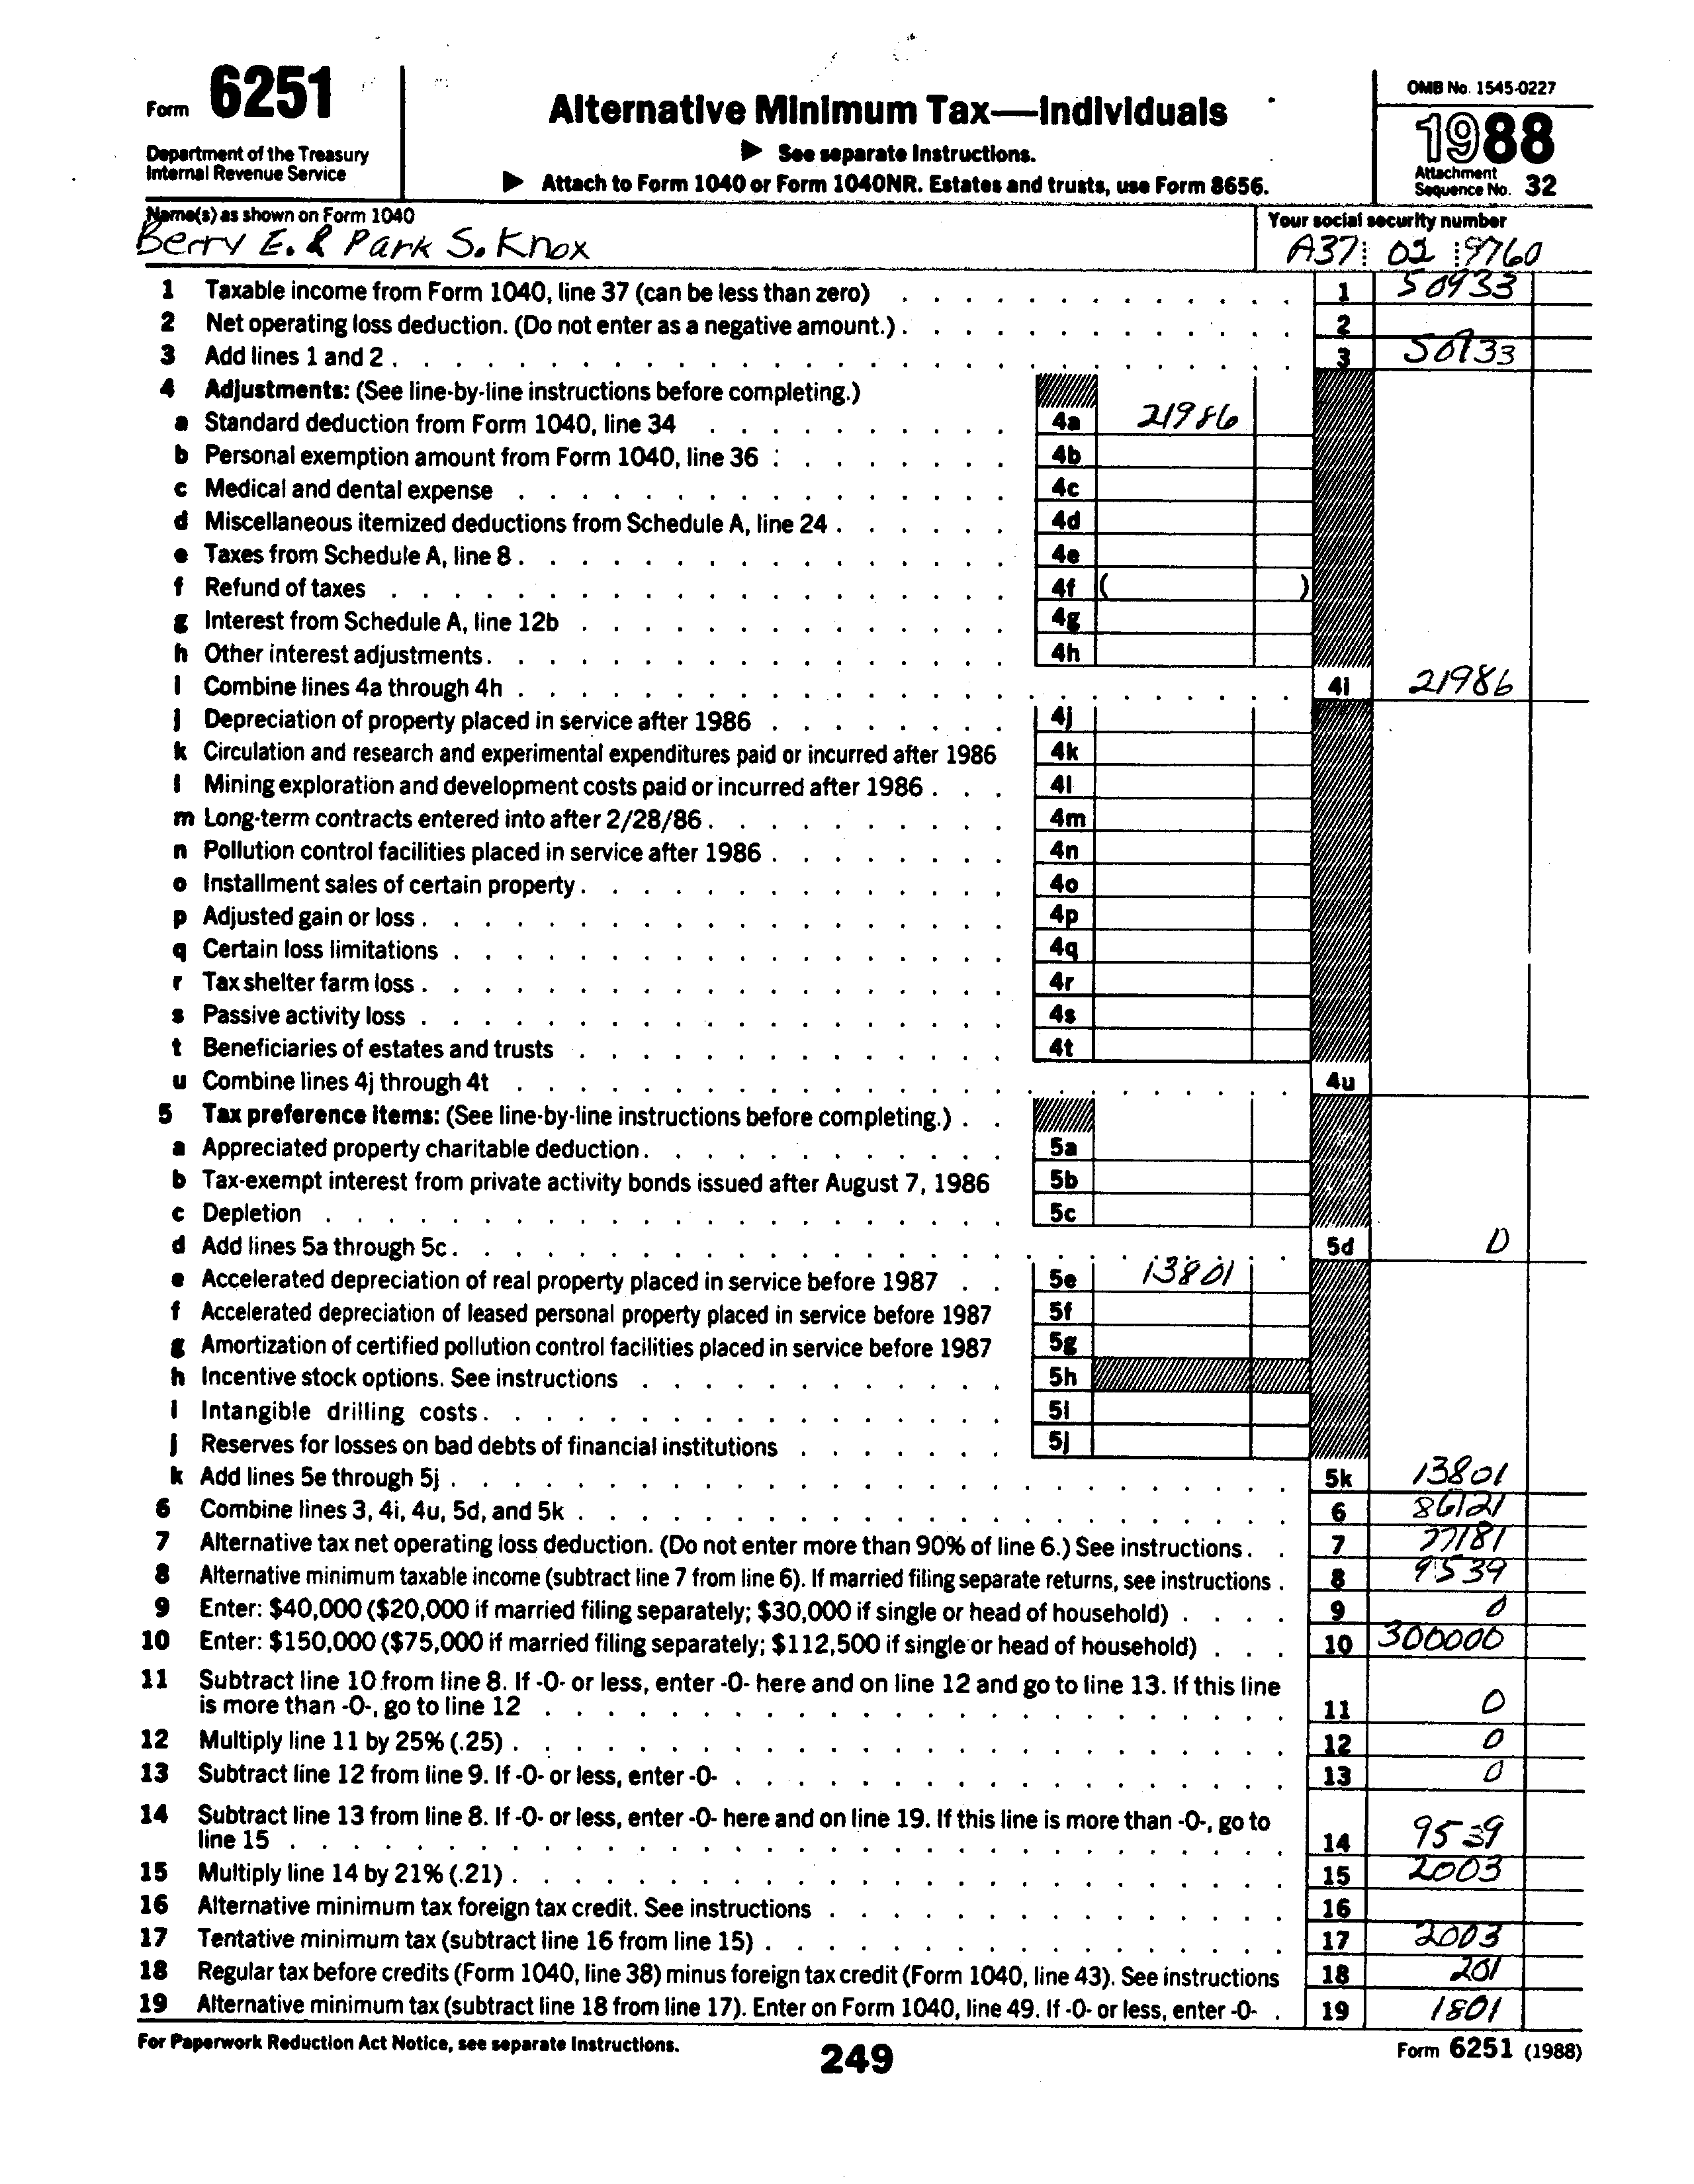 Form 6251
Department of the Treasury
Internal Revenue Service
Alternative Minimum Tax—Individuals
▶ See separate Instructions.
▶ Attach to Form 1040 or Form 1040NR. Estates and trusts, use Form 8656.
OMB No. 1545-0227
1988
Attachment
Sequence No. 32
Name(s) as shown on Form 1040
Berry E. & Park S. Knox
Your social security number
A37 02 9760
1 Taxable income from Form 1040, line 37 (can be less than zero) 1 50933
2 Net operating loss deduction. (Do not enter as a negative amount.) 2
3 Add lines 1 and 2 3 50933
4 Adjustments: (See line-by-line instructions before completing.)
a Standard deduction from Form 1040, line 34 4a 21986
b Personal exemption amount from Form 1040, line 36 4b
c Medical and dental expense 4c
d Miscellaneous itemized deductions from Schedule A, line 24 4d
e Taxes from Schedule A, line 8 4e
f Refund of taxes 4f ( )
g Interest from Schedule A, line 12b 4g
h Other interest adjustments 4h
i Combine lines 4a through 4h 4i 21986
j Depreciation of property placed in service after 1986 4j
k Circulation and research and experimental expenditures paid or incurred after 1986 4k
l Mining exploration and development costs paid or incurred after 1986 4l
m Long-term contracts entered into after 2/28/86 4m
n Pollution control facilities placed in service after 1986 4n
o Installment sales of certain property 4o
p Adjusted gain or loss 4p
q Certain loss limitations 4q
r Tax shelter farm loss 4r
s Passive activity loss 4s
t Beneficiaries of estates and trusts 4t
u Combine lines 4j through 4t 4u
5 Tax preference items: (See line-by-line instructions before completing.)
a Appreciated property charitable deduction 5a
b Tax-exempt interest from private activity bonds issued after August 7, 1986 5b
c Depletion 5c
d Add lines 5a through 5c 5d 0
e Accelerated depreciation of real property placed in service before 1987 5e 13801
f Accelerated depreciation of leased personal property placed in service before 1987 5f
g Amortization of certified pollution control facilities placed in service before 1987 5g
h Incentive stock options. See instructions 5h
i Intangible drilling costs 5i
j Reserves for losses on bad debts of financial institutions 5j
k Add lines 5e through 5j 5k 13801
6 Combine lines 3, 4i, 4u, 5d, and 5k 6 86121
7 Alternative tax net operating loss deduction. (Do not enter more than 90% of line 6.) See instructions 7 77181
8 Alternative minimum taxable income (subtract line 7 from line 6). If married filing separate returns, see instructions 8 9539
9 Enter: $40,000 ($20,000 if married filing separately; $30,000 if single or head of household) 9 0
10 Enter: $150,000 ($75,000 if married filing separately; $112,500 if single or head of household) 10 300000
11 Subtract line 10 from line 8. If -0- or less, enter -0- here and on line 12 and go to line 13. If this line
is more than -0-, go to line 12 11 0
12 Multiply line 11 by 25% (.25) 12 0
13 Subtract line 12 from line 9. If -0- or less, enter -0- 13 0
14 Subtract line 13 from line 8. If -0- or less, enter -0- here and on line 19. If this line is more than -0-, go to
line 15 14 9539
15 Multiply line 14 by 21% (.21) 15 2003
16 Alternative minimum tax foreign tax credit. See instructions 16
17 Tentative minimum tax (subtract line 16 from line 15) 17 2003
18 Regular tax before credits (Form 1040, line 38) minus foreign tax credit (Form 1040, line 43). See instructions 18 201
19 Alternative minimum tax (subtract line 18 from line 17). Enter on Form 1040, line 49. If -0- or less, enter -0- 19 1801
For Paperwork Reduction Act Notice, see separate Instructions.
249
Form 6251 (1988)